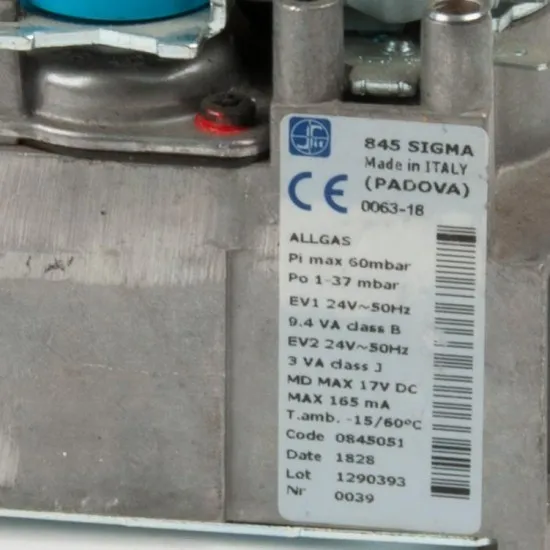 845 SIGMA
Made in ITALY
(PADOVA)
CE 0063-18
ALLGAS
Pi max 60mbar
Po 1-37 mbar
EV1 24V~50Hz
9.4 VA class B
EV2 24V~50Hz
3 VA class J
MD MAX 17V DC
MAX 165 mA
T.amb. -15/60°C
Code 0845051
Date 1828
Lot 1290393
Nr 0039